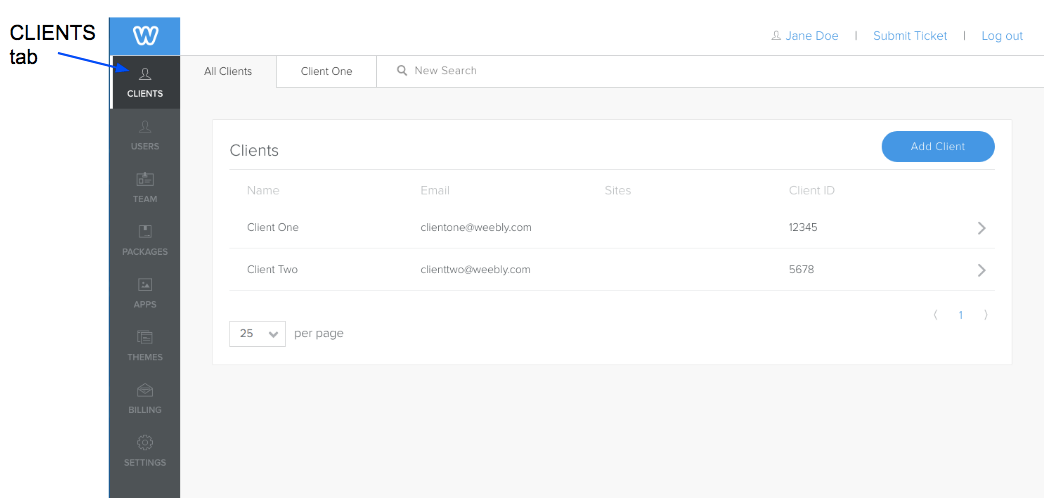 CLIENTS
tab
Jane Doe | Submit Ticket | Log out
All Clients Client One New Search
CLIENTS
USERS
TEAM
PACKAGES
APPS
THEMES
BILLING
SETTINGS
Clients Add Client
Name Email Sites Client ID
Client One clientone@weebly.com 12345
Client Two clienttwo@weebly.com 5678
1
25 per page